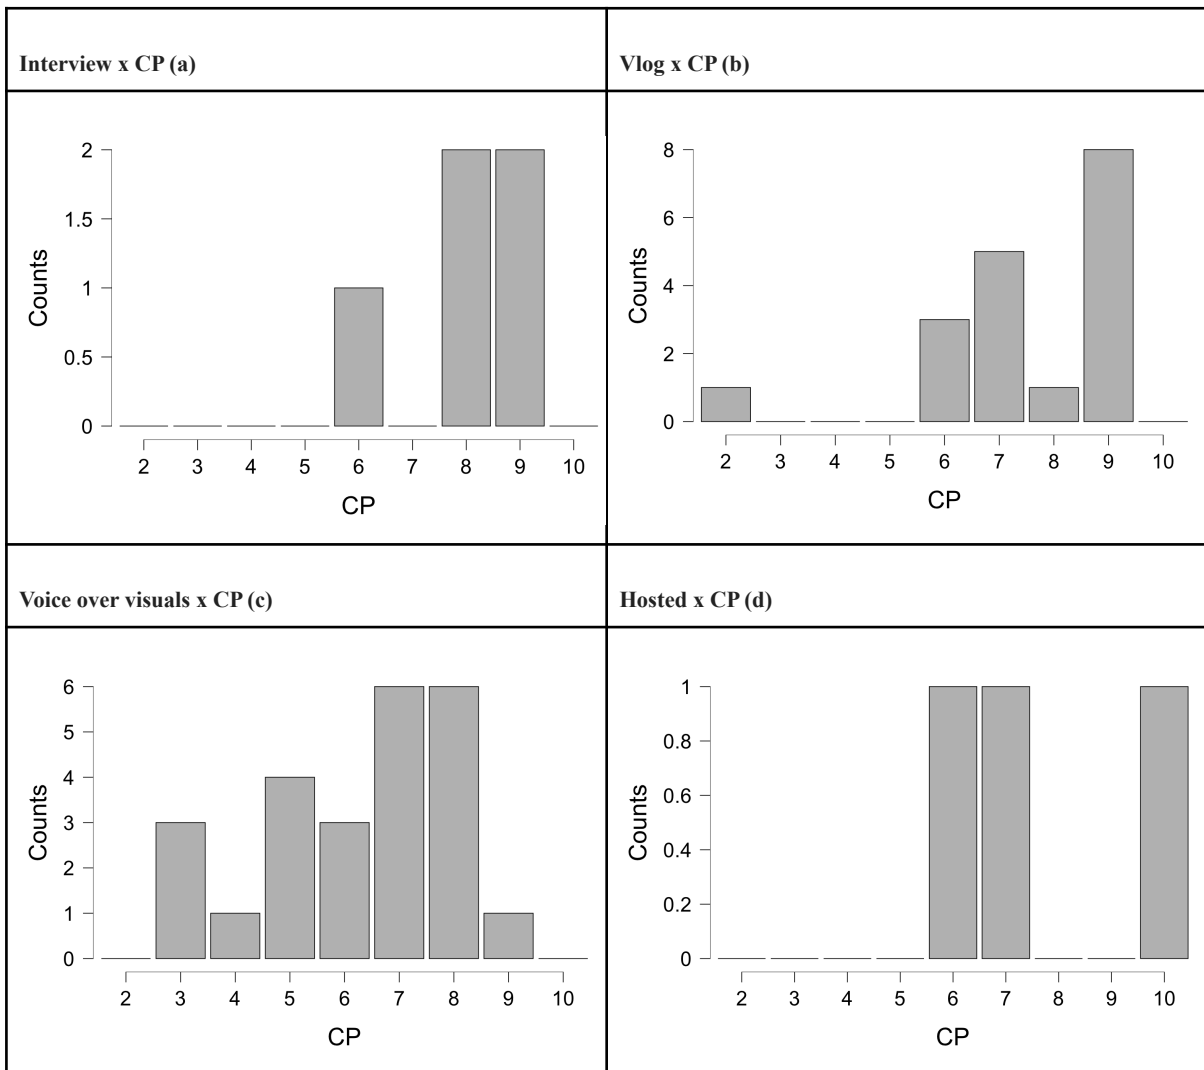 Interview x CP (a)
Vlog x CP (b)
2
1.5
1
0.5
0
Counts
2 3 4 5 6 7 8 9 10
CP
8
6
4
2
0
Counts
2 3 4 5 6 7 8 9 10
CP
Voice over visuals x CP (c)
Hosted x CP (d)
6
5
4
3
2
1
0
Counts
2 3 4 5 6 7 8 9 10
CP
1
0.8
0.6
0.4
0.2
0
Counts
2 3 4 5 6 7 8 9 10
CP